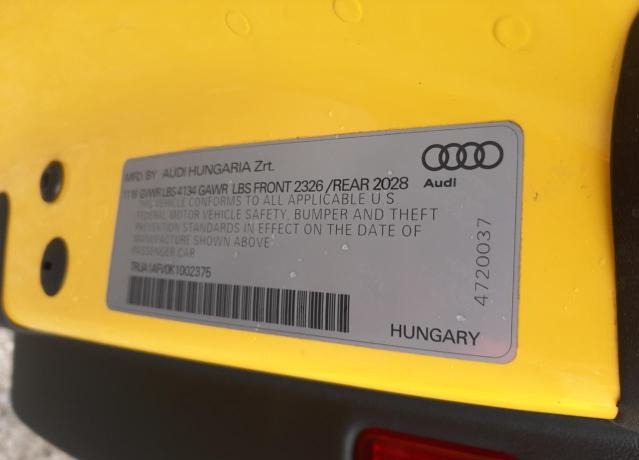 MFD. BY AUDI HUNGARIA Zrt.
11/18 GVWR LBS 4134 GAWR LBS FRONT 2326 /REAR 2028
THIS VEHICLE CONFORMS TO ALL APPLICABLE U S
FEDERAL MOTOR VEHICLE SAFETY, BUMPER AND THEFT
PREVENTION STANDARDS IN EFFECT ON THE DATE OF
MANUFACTURE SHOWN ABOVE
PASSENGER CAR
TRUA1AFV0K1002375
Audi
4720037
HUNGARY